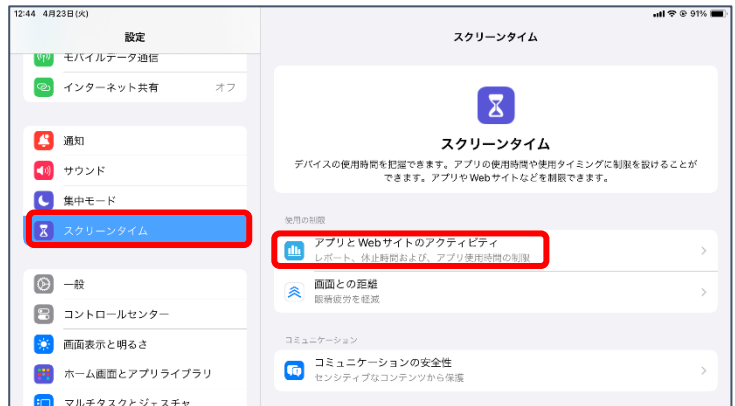 12:44 4月23日(火)
91%
設定
モバイルデータ通信
インターネット共有 オフ
通知
サウンド
集中モード
スクリーンタイム
一般
コントロールセンター
画面表示と明るさ
ホーム画面とアプリライブラリ
マルチタスクとジェスチャ
スクリーンタイム
スクリーンタイム
デバイスの使用時間を把握できます。アプリの使用時間や使用タイミングに制限を設けることが
できます。アプリやWebサイトなどを制限できます。
使用の制限
アプリとWebサイトのアクティビティ
レポート、休止時間および、アプリ使用時間の制限
画面との距離
眼精疲労を軽減
コミュニケーション
コミュニケーションの安全性
センシティブなコンテンツから保護